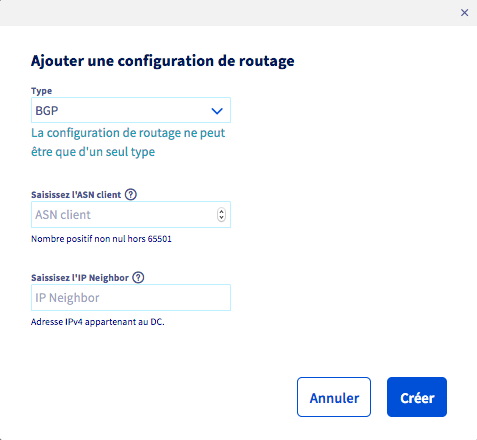 Ajouter une configuration de routage
Type
BGP
La configuration de routage ne peut
être que d'un seul type
Saisissez l'ASN client ?
ASN client
Nombre positif non nul hors 65501
Saissisez l'IP Neighbor ?
IP Neighbor
Adresse IPv4 appartenant au DC.
Annuler Créer